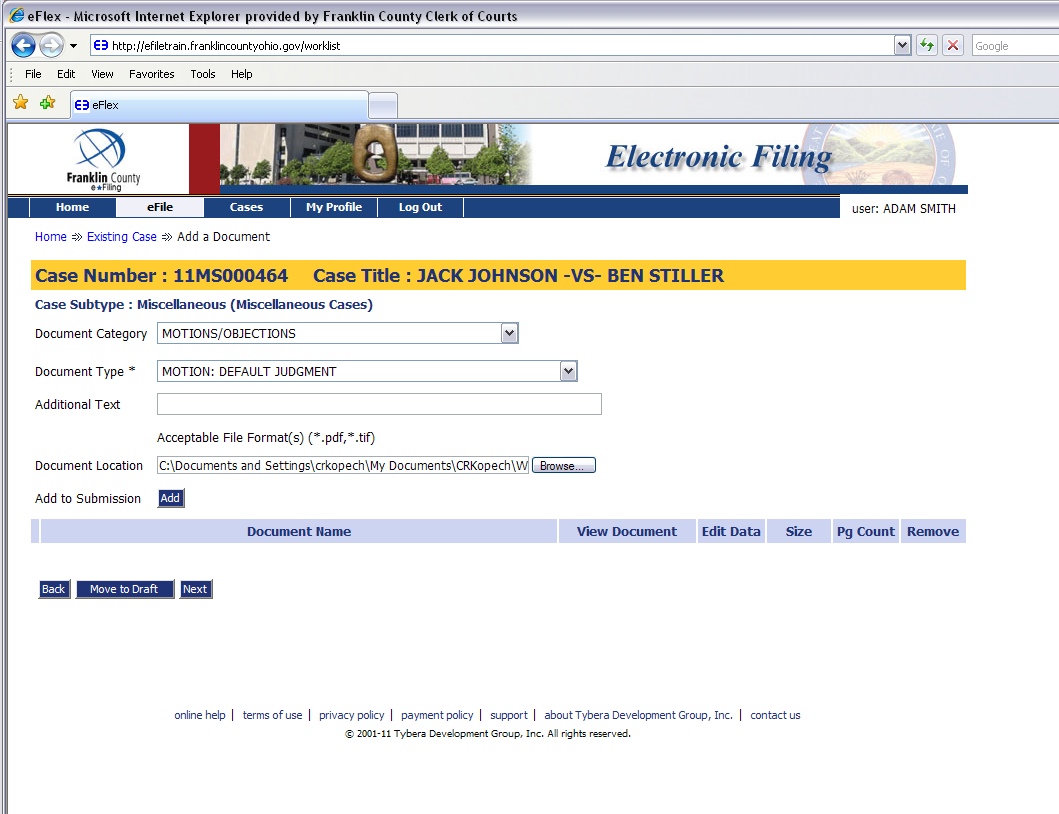 eFlex - Microsoft Internet Explorer provided by Franklin County Clerk of Courts
http://efiletrain.franklincountyohio.gov/worklist
Google
File Edit View Favorites Tools Help
eFlex
Franklin County
e★Filing
Electronic Filing
Home eFile Cases My Profile Log Out
user: ADAM SMITH
Home ⇒ Existing Case ⇒ Add a Document
Case Number : 11MS000464 Case Title : JACK JOHNSON -VS- BEN STILLER
Case Subtype : Miscellaneous (Miscellaneous Cases)
Document Category MOTIONS/OBJECTIONS
Document Type * MOTION: DEFAULT JUDGMENT
Additional Text
Acceptable File Format(s) (*.pdf,*.tif)
Document Location C:\Documents and Settings\crkopech\My Documents\CRKopech\W Browse...
Add to Submission Add
Document Name View Document Edit Data Size Pg Count Remove
Back Move to Draft Next
online help | terms of use | privacy policy | payment policy | support | about Tybera Development Group, Inc. | contact us
© 2001-11 Tybera Development Group, Inc. All rights reserved.